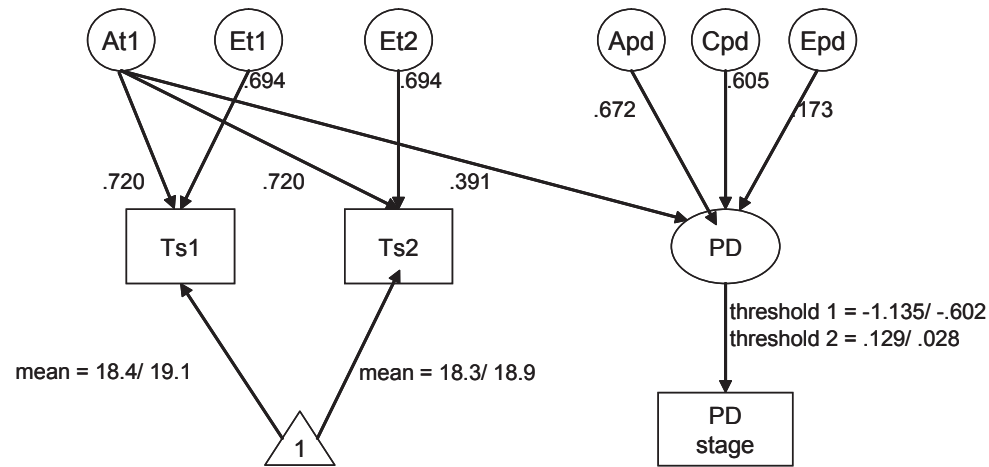 At1
Et1
Et2
Apd
Cpd
Epd
.694
.694
.605
.672
.173
.720
.720
.391
Ts1
Ts2
PD
threshold 1 = -1.135/ -.602
threshold 2 = .129/ .028
mean = 18.4/ 19.1
mean = 18.3/ 18.9
1
PD
stage